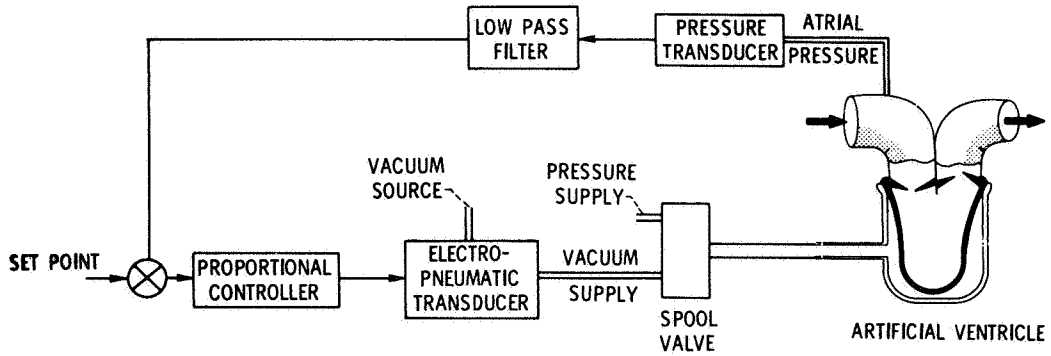 LOW PASS
FILTER
PRESSURE
TRANSDUCER
ATRIAL
PRESSURE
VACUUM
SOURCE
PRESSURE
SUPPLY
SET POINT
PROPORTIONAL
CONTROLLER
ELECTRO-
PNEUMATIC
TRANSDUCER
VACUUM
SUPPLY
SPOOL
VALVE
ARTIFICIAL VENTRICLE